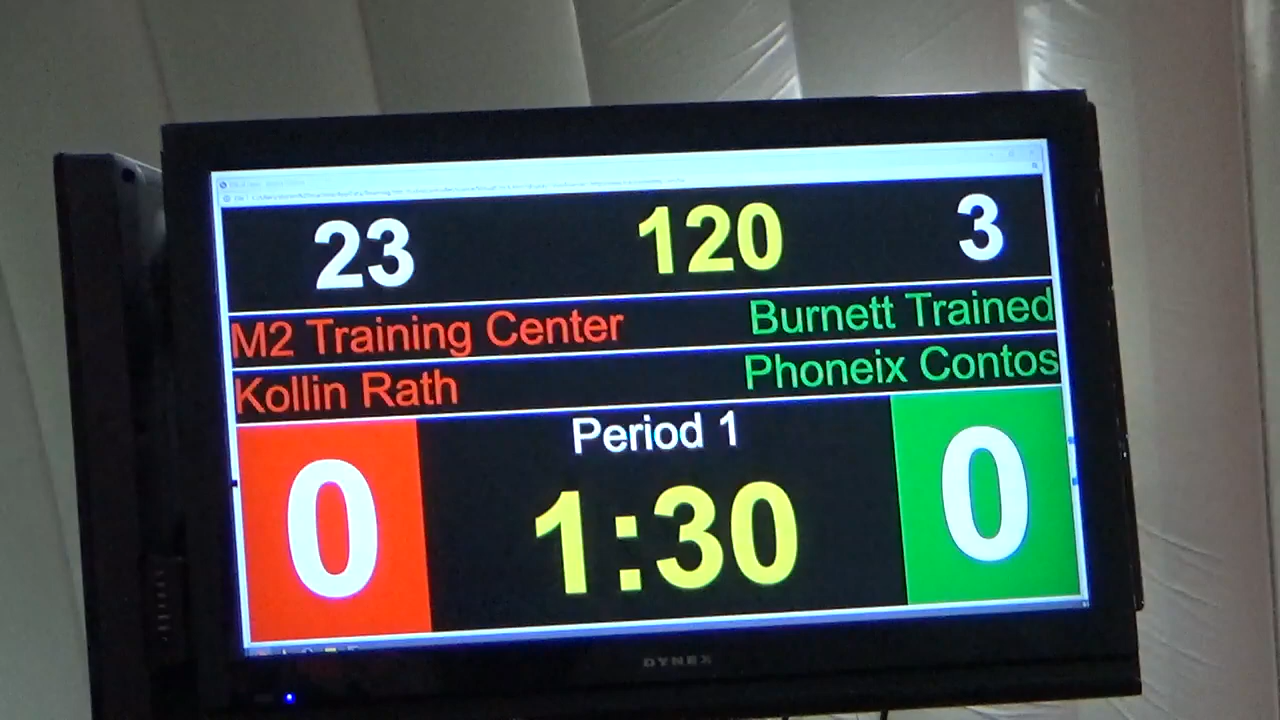 23 120 3
M2 Training Center Burnett Trained
Kollin Rath Phoneix Contos
Period 1
0 1:30 0
DYNEX